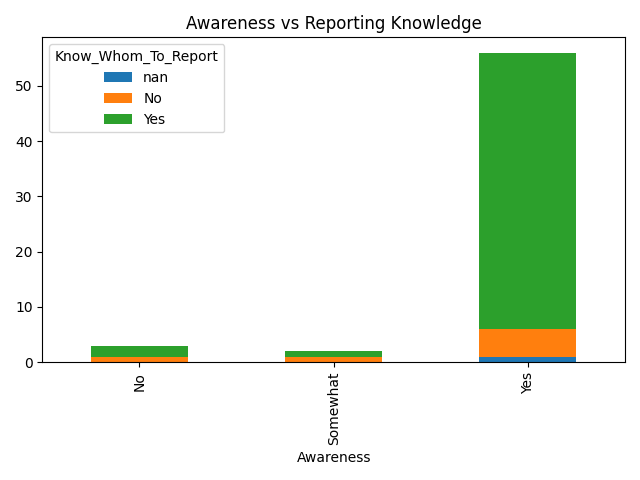 Awareness vs Reporting Knowledge
Know_Whom_To_Report
nan
No
Yes
50
40
30
20
10
0
No
Somewhat
Yes
Awareness